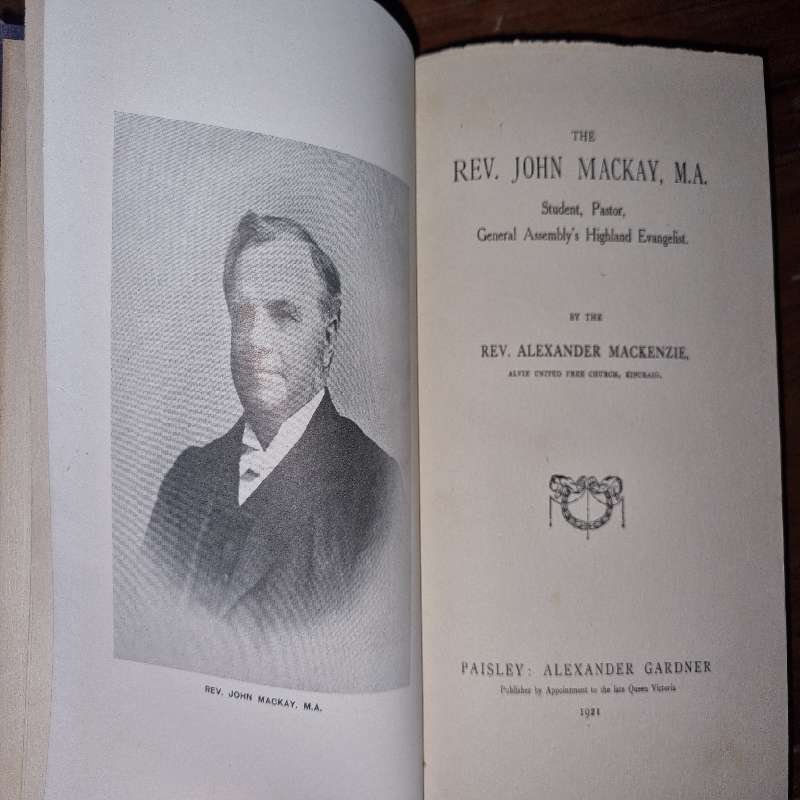 REV. JOHN MACKAY, M.A.
THE
REV. JOHN MACKAY, M.A.
Student, Pastor,
General Assembly's Highland Evangelist.
BY THE
REV. ALEXANDER MACKENZIE,
ALVIE UNITED FREE CHURCH, KINCRAIG.
PAISLEY: ALEXANDER GARDNER
Published by Appointment to the late Queen Victoria
1921